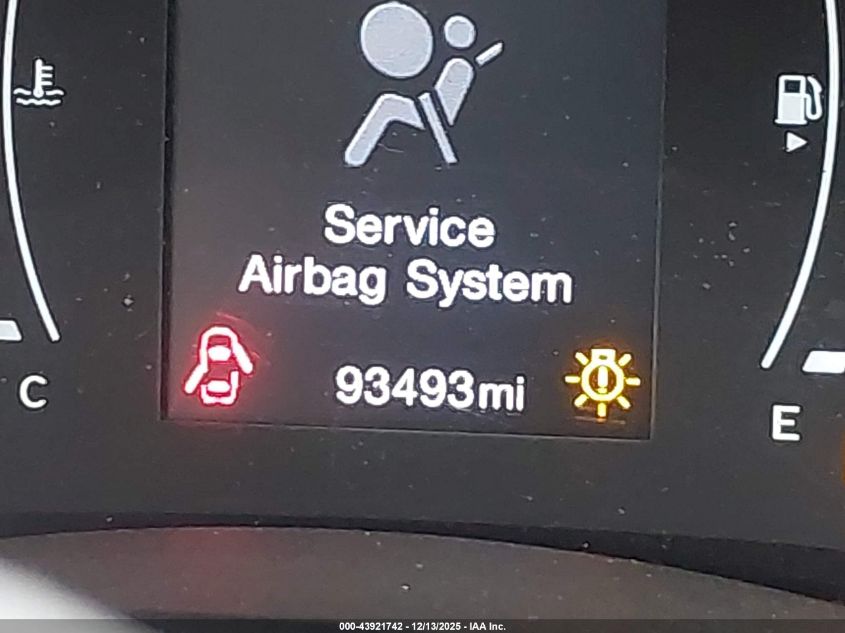 Service
Airbag System
93493mi
C
E
000-43921742 - 12/13/2025 - IAA Inc.